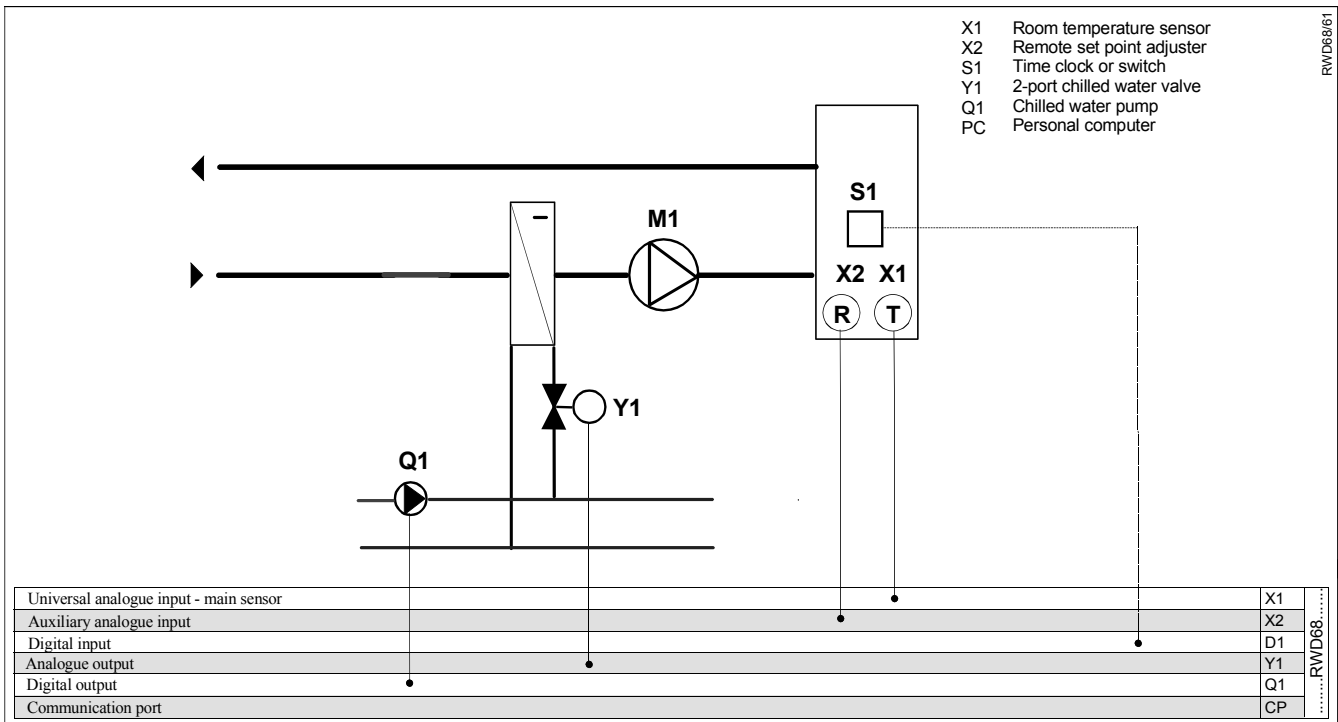 X1 Room temperature sensor
X2 Remote set point adjuster
S1 Time clock or switch
Y1 2-port chilled water valve
Q1 Chilled water pump
PC Personal computer
RWD68/61
S1
M1
X2 X1
R T
Y1
Q1
Universal analogue input - main sensor X1
Auxiliary analogue input X2
Digital input D1
Analogue output Y1
Digital output Q1
Communication port CP
........RWD68........